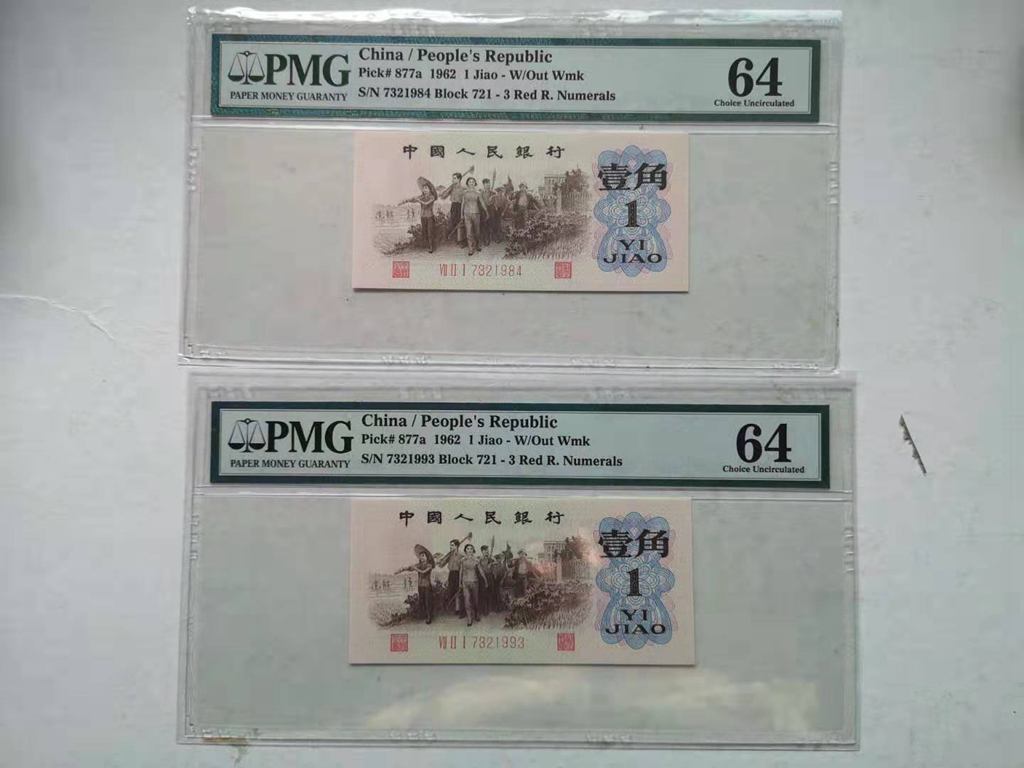 PMG
PAPER MONEY GUARANTY
China / People's Republic
Pick# 877a 1962 1 Jiao - W/Out Wmk
S/N 7321984 Block 721 - 3 Red R. Numerals
64
Choice Uncirculated
中國人民銀行
壹角
1
YI
JIAO
VII II I 7321984
PMG
PAPER MONEY GUARANTY
China / People's Republic
Pick# 877a 1962 1 Jiao - W/Out Wmk
S/N 7321993 Block 721 - 3 Red R. Numerals
64
Choice Uncirculated
中國人民銀行
壹角
1
YI
JIAO
VII II I 7321993